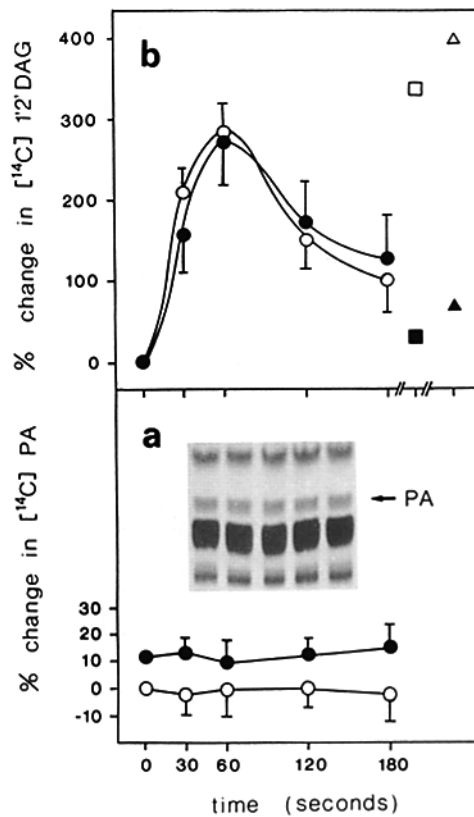 b
% change in [¹⁴C] 1'2' DAG
400
300
200
100
0
a
% change in [¹⁴C] PA
PA
30
20
10
0
-10
0 30 60 120 180
time (seconds)